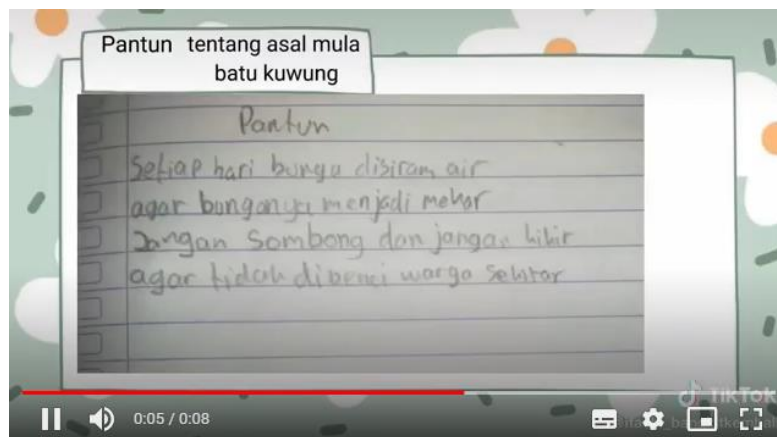 Pantun tentang asal mula
batu kuwung
Pantun
Setiap hari bunga disiram air
agar bunganya menjadi mekar
Jangan sombong dan jangan kikir
agar tidak dibenci warga sekitar
TikTok
0:05 / 0:08